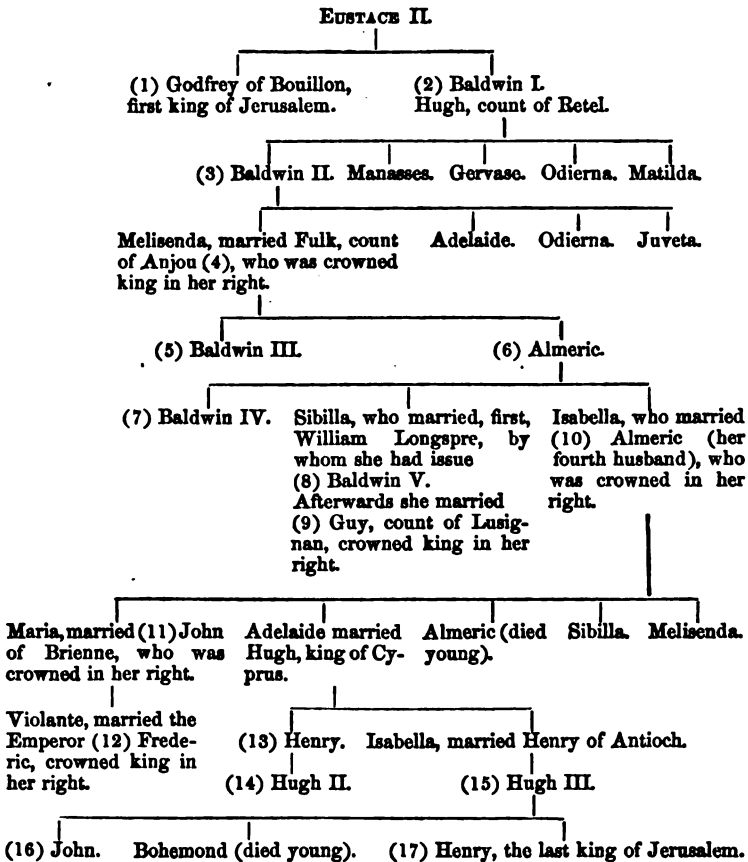 EUSTACE II.
(1) Godfrey of Bouillon, (2) Baldwin I.
first king of Jerusalem. Hugh, count of Retel.
(3) Baldwin II. Manasses. Gervase. Odierna. Matilda.
Melisenda, married Fulk, count Adelaide. Odierna. Juveta.
of Anjou (4), who was crowned
king in her right.
(5) Baldwin III. (6) Almeric.
(7) Baldwin IV.
Sibilla, who married, first,
William Longspre, by
whom she had issue
(8) Baldwin V.
Afterwards she married
(9) Guy, count of Lusig-
nan, crowned king in her
right.
Isabella, who married
(10) Almeric (her
fourth husband), who
was crowned in her
right.
Maria, married (11) John
of Brienne, who was
crowned in her right.
Adelaide married
Hugh, king of Cy-
prus.
Almeric (died
young).
Sibilla. Melisenda.
Violante, married the
Emperor (12) Frede-
ric, crowned king in
her right.
(13) Henry. Isabella, married Henry of Antioch.
(14) Hugh II. (15) Hugh III.
(16) John. Bohemond (died young). (17) Henry, the last king of Jerusalem.